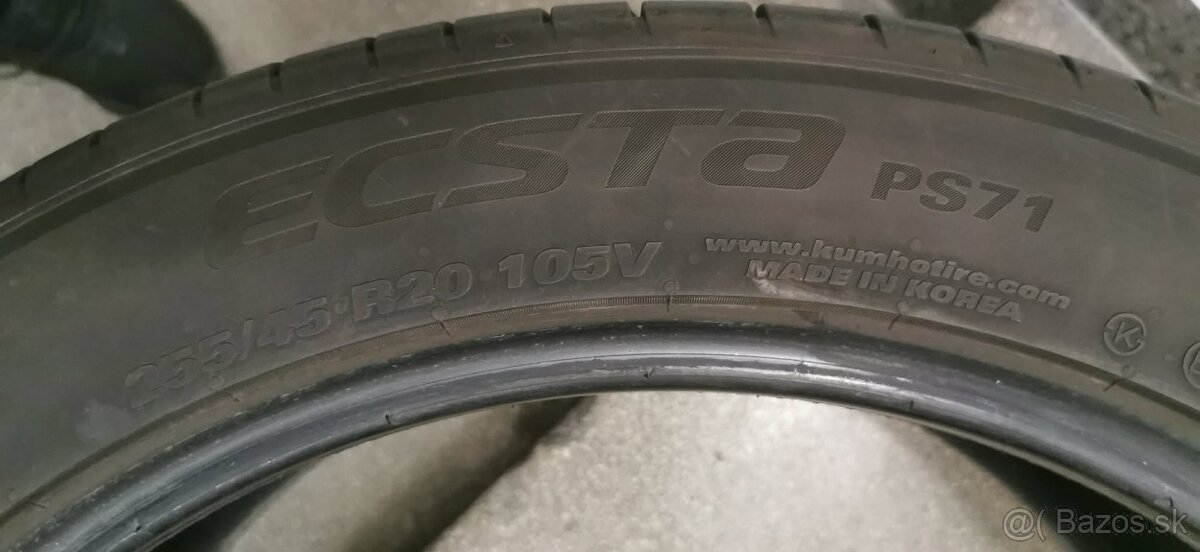 ECSTA PS71
255/45 R20 105V
www.kumhotire.com
MADE IN KOREA
K
@( Bazos.sk